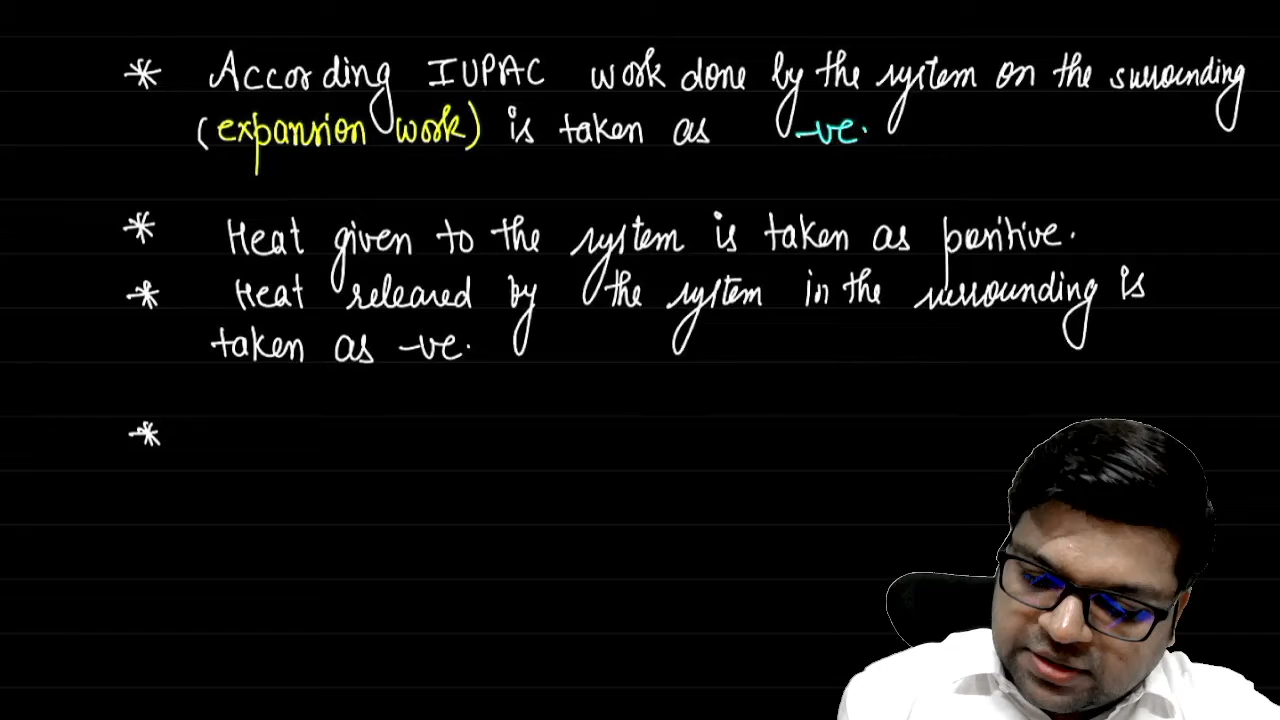 * According IUPAC work done by the system on the surrounding
(expansion work) is taken as -ve.
* Heat given to the system is taken as positive.
* Heat released by the system in the surrounding is
taken as -ve.
*